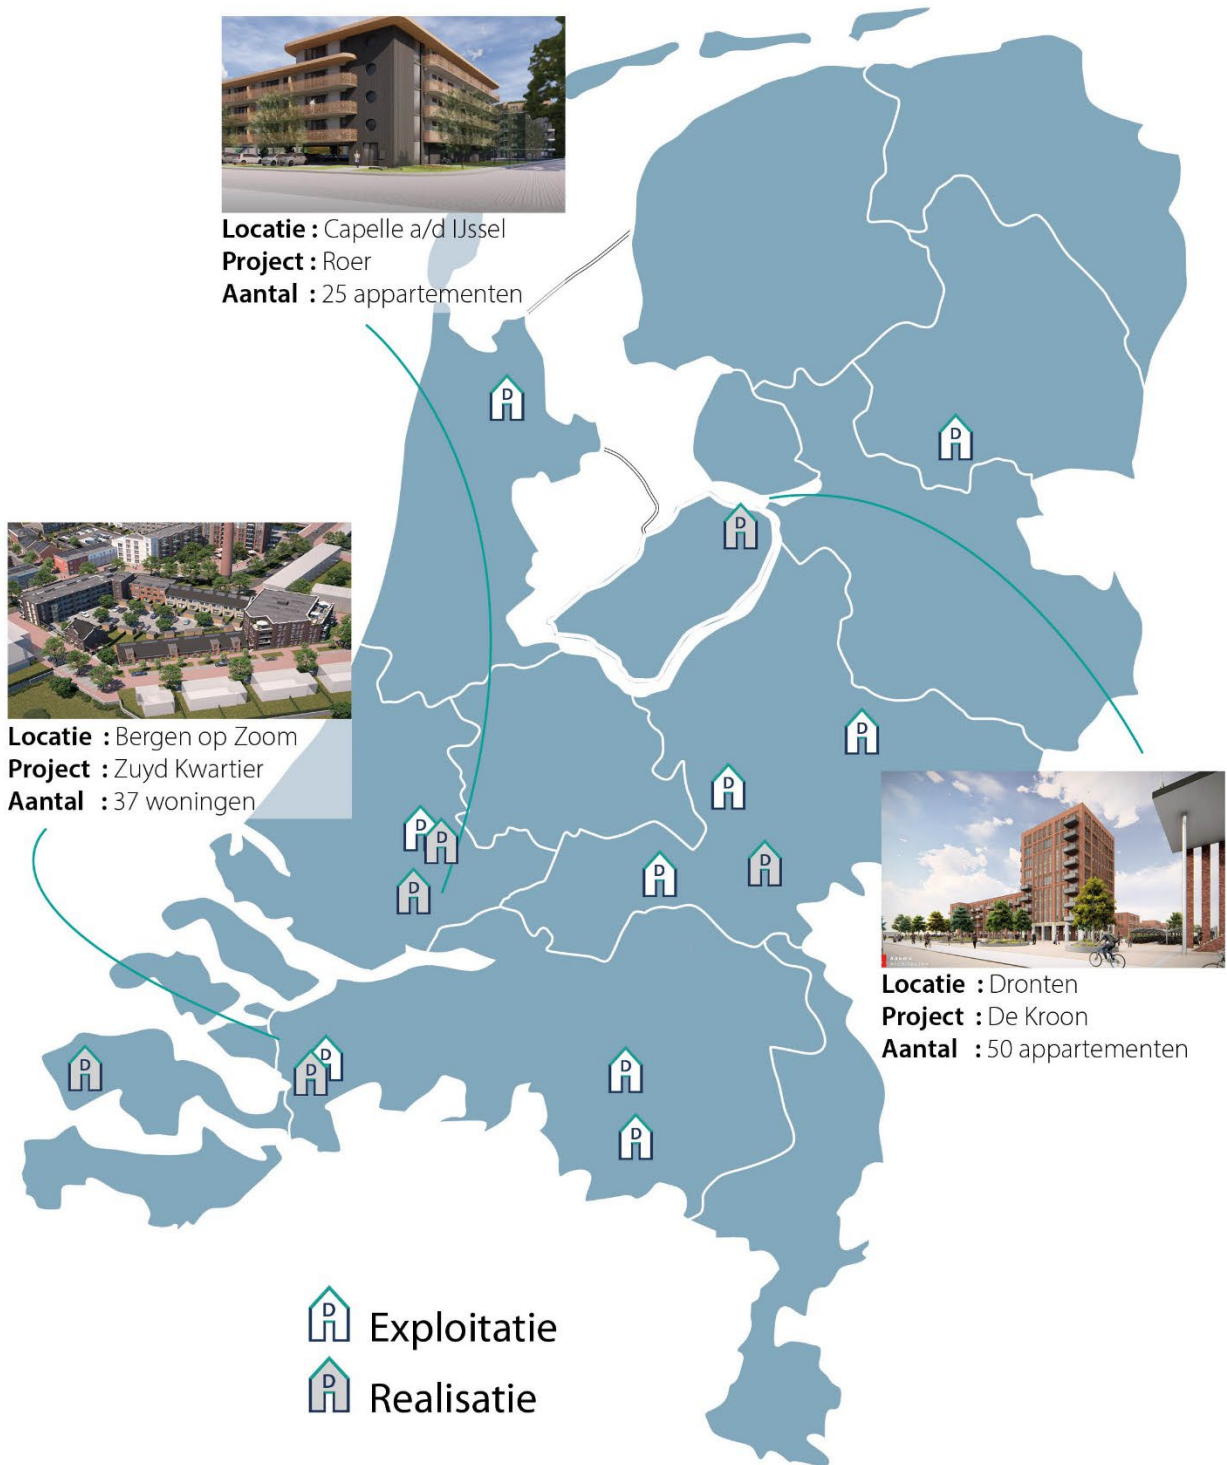 Locatie : Capelle a/d IJssel
Project : Roer
Aantal : 25 appartementen
D
D
D
Locatie : Bergen op Zoom
Project : Zuyd Kwartier
Aantal : 37 woningen
D
D
D
D
D
D
D
D
Locatie : Dronten
Project : De Kroon
Aantal : 50 appartementen
D
D
D
D
D
D Exploitatie
D Realisatie